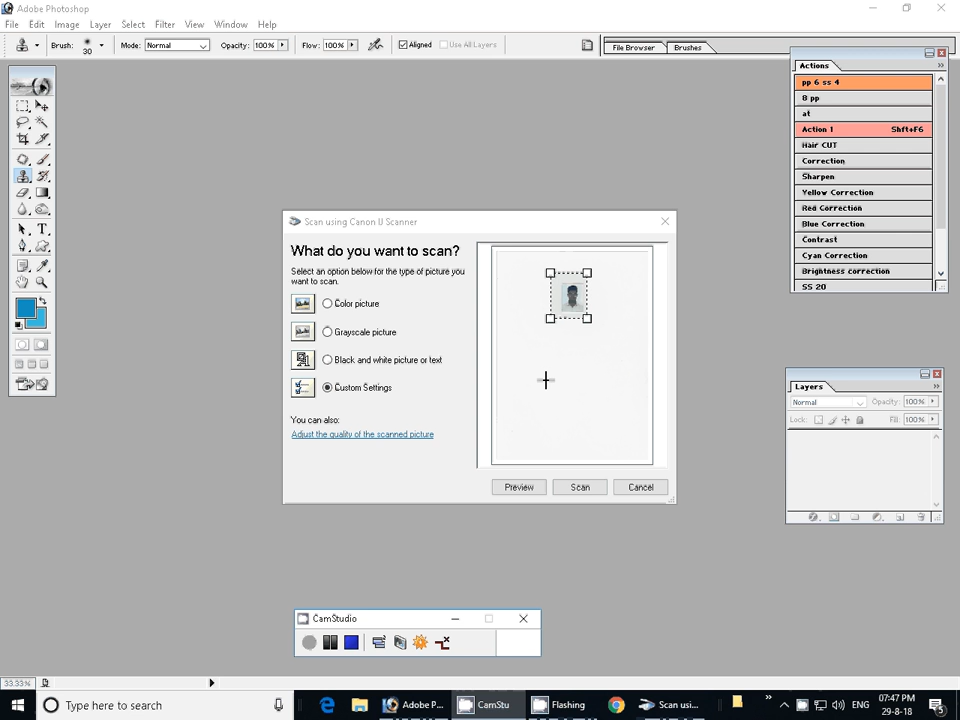 Adobe Photoshop
File Edit Image Layer Select Filter View Window Help
Brush: 30 Mode: Normal Opacity: 100% Flow: 100% Aligned Use All Layers File Browser Brushes
Actions
pp 6 ss 4
8 pp
at
Action 1 Shft+F6
Hair CUT
Correction
Sharpen
Yellow Correction
Red Correction
Blue Correction
Contrast
Cyan Correction
Brightness correction
SS 20
Scan using Canon IJ Scanner
What do you want to scan?
Select an option below for the type of picture you
want to scan.
Color picture
Grayscale picture
Black and white picture or text
Custom Settings
You can also:
Adjust the quality of the scanned picture
Preview Scan Cancel
Layers
Normal Opacity: 100%
Lock: Fill: 100%
CamStudio
33.33%
Type here to search
Adobe P... CamStu Flashing Scan usi...
ENG
07:47 PM
29-8-18
5